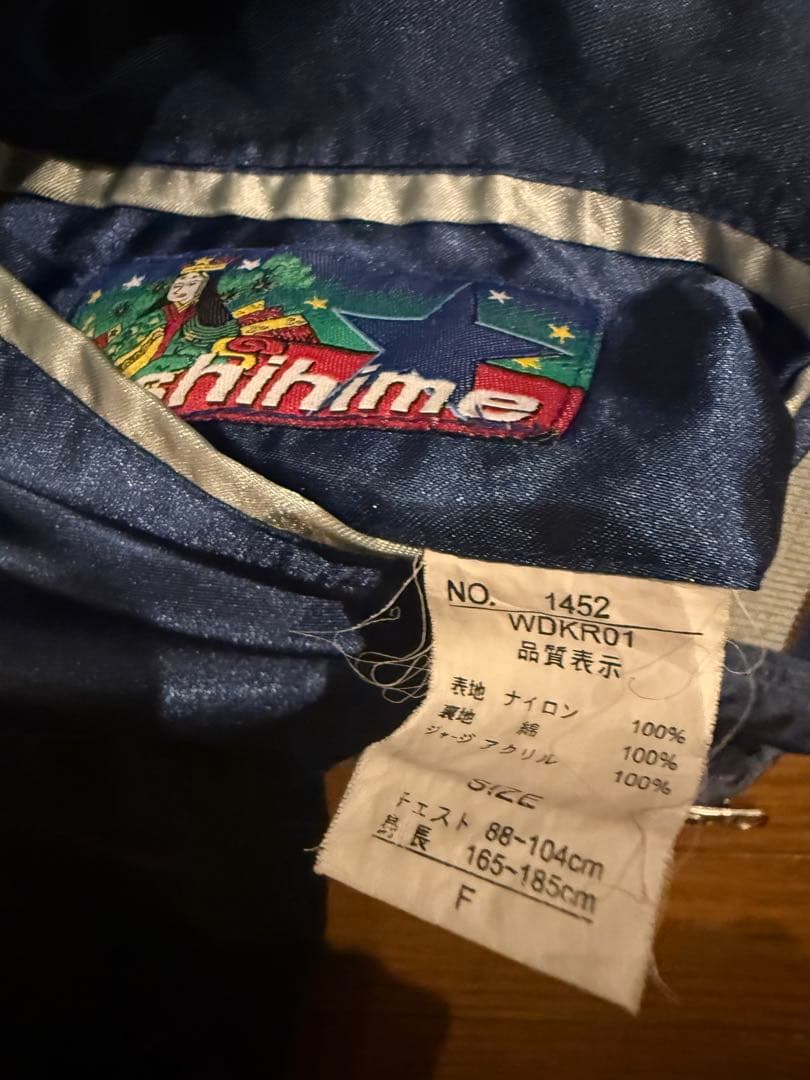 shihime
NO. 1452
WDKR01
品質表示
表地 ナイロン 100%
裏地 綿 100%
ジャージ アクリル 100%
SIZE
チェスト 88~104cm
身長 165~185cm
F